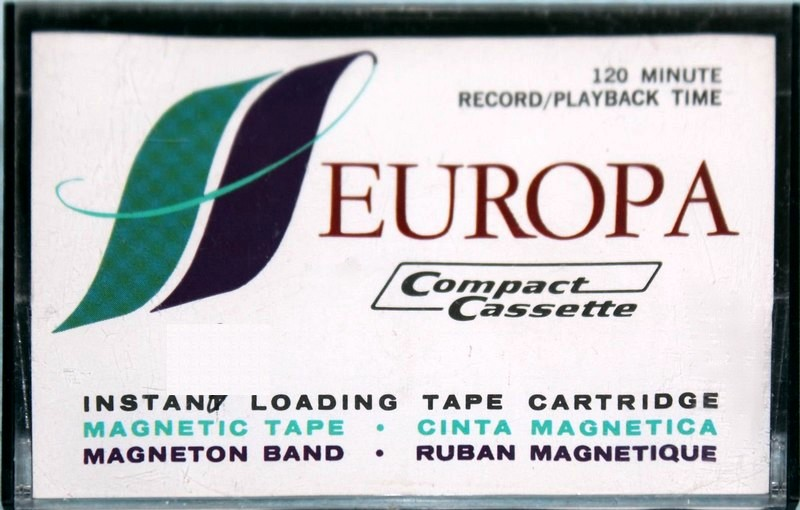 120 MINUTE
RECORD/PLAYBACK TIME
EUROPA
Compact
Cassette
INSTANT LOADING TAPE CARTRIDGE
MAGNETIC TAPE • CINTA MAGNETICA
MAGNETON BAND • RUBAN MAGNETIQUE